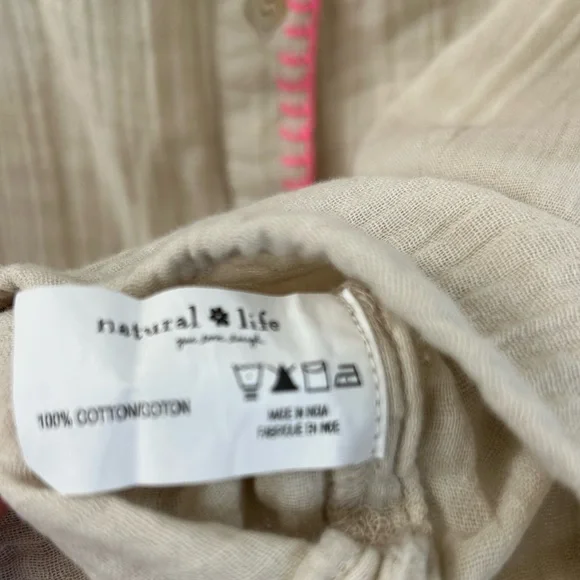 natural life
100% COTTON/COTON
MADE IN INDIA
FABRIQUE EN INDE